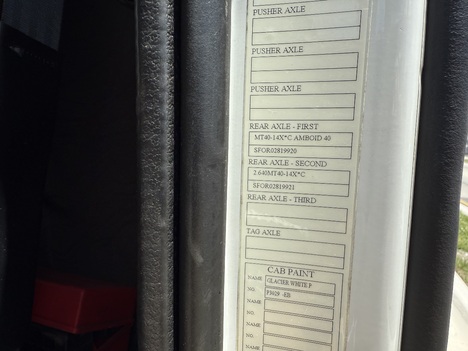 PUSHER AXLE
PUSHER AXLE
PUSHER AXLE
REAR AXLE - FIRST
MT40-14X*C AMBOID 40
SFOR02819920
REAR AXLE - SECOND
2.640MT40-14X*C
SFOR02819921
REAR AXLE - THIRD
TAG AXLE
CAB PAINT
NAME GLACIER WHITE P
NO.
NAME
NO.
NAME
NO.
NAME